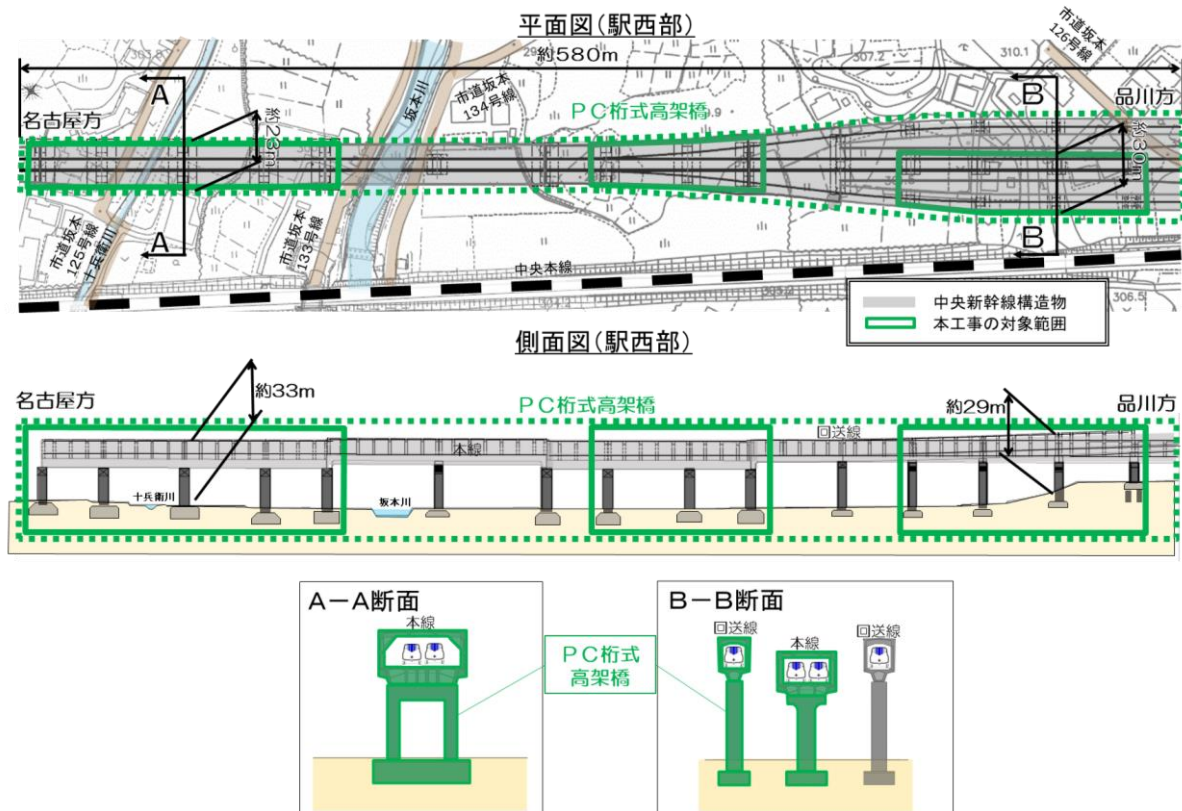 平面図(駅西部)
約580m
市道坂本
126号線
310.1
307.2
303.8
A
市道坂本
134号線
坂本川
B
PC桁式高架橋
名古屋方
品川方
約23m
約30m
A
市道坂本
125号線
十兵衛川
市道坂本
133号線
B
中央本線
306.5
中央新幹線構造物
本工事の対象範囲
側面図(駅西部)
名古屋方
約33m
PC桁式高架橋
約29m
品川方
本線
回送線
十兵衛川
坂本川
A-A断面
本線
PC桁式
高架橋
B-B断面
回送線
本線
回送線